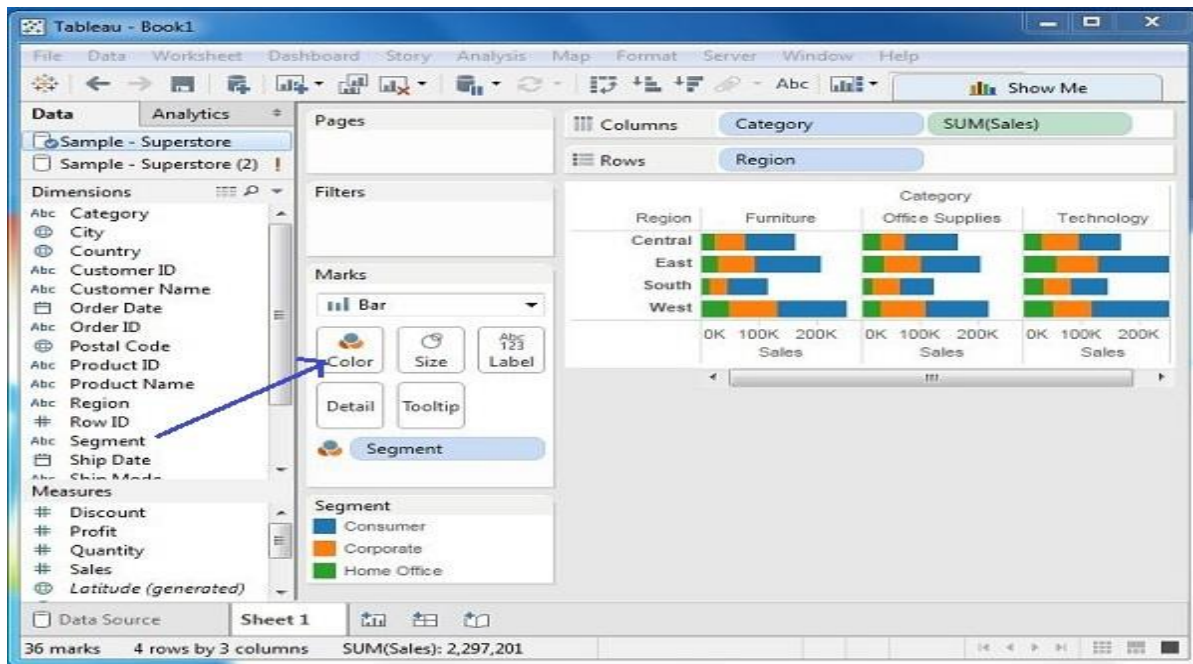 Tableau - Book1
File Data Worksheet Dashboard Story Analysis Map Format Server Window Help
Abc Show Me
Data Analytics
Sample - Superstore
Sample - Superstore (2) !
Dimensions
Abc Category
City
Country
Abc Customer ID
Abc Customer Name
Order Date
Abc Order ID
Postal Code
Abc Product ID
Abc Product Name
Abc Region
# Row ID
Abc Segment
Ship Date
Abc Ship Mode
Measures
# Discount
# Profit
# Quantity
# Sales
Latitude (generated)
Pages
Filters
Marks
Bar
Color Size Abc 123 Label
Detail Tooltip
Segment
Segment
Consumer
Corporate
Home Office
Columns Category SUM(Sales)
Rows Region
Category
Region Furniture Office Supplies Technology
Central
East
South
West
0K 100K 200K 0K 100K 200K 0K 100K 200K
Sales Sales Sales
Data Source Sheet 1
36 marks 4 rows by 3 columns SUM(Sales): 2,297,201